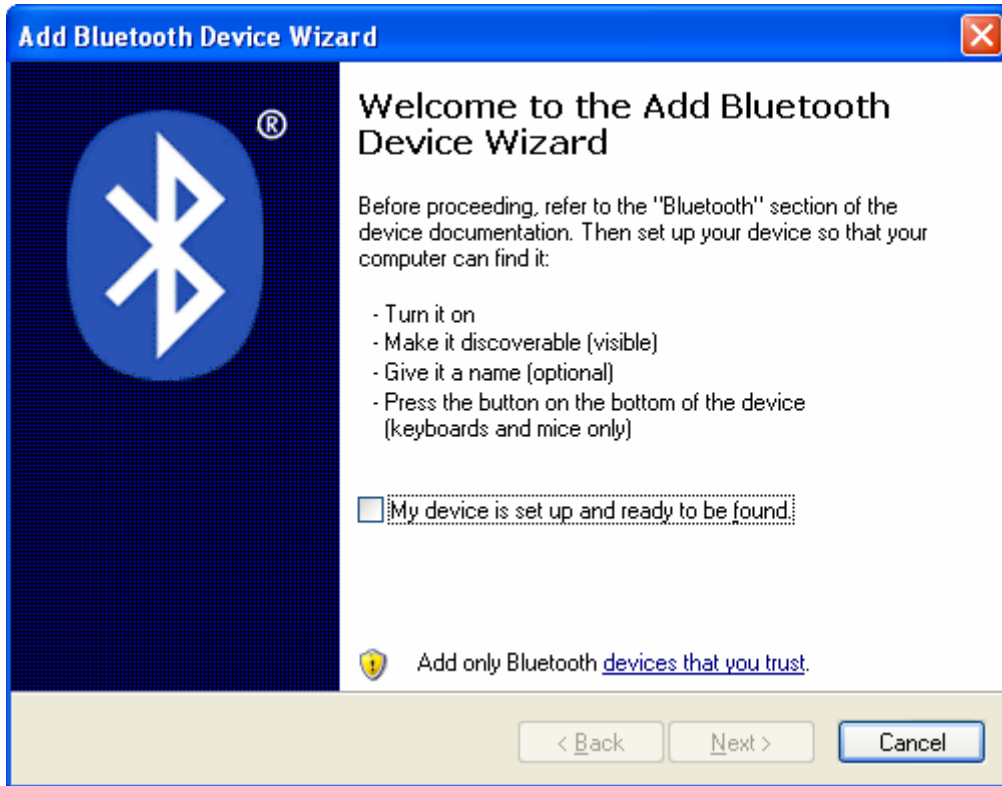 Add Bluetooth Device Wizard
®
Welcome to the Add Bluetooth
Device Wizard
Before proceeding, refer to the "Bluetooth" section of the
device documentation. Then set up your device so that your
computer can find it:
- Turn it on
- Make it discoverable (visible)
- Give it a name (optional)
- Press the button on the bottom of the device
(keyboards and mice only)
My device is set up and ready to be found.
Add only Bluetooth devices that you trust.
< Back Next > Cancel